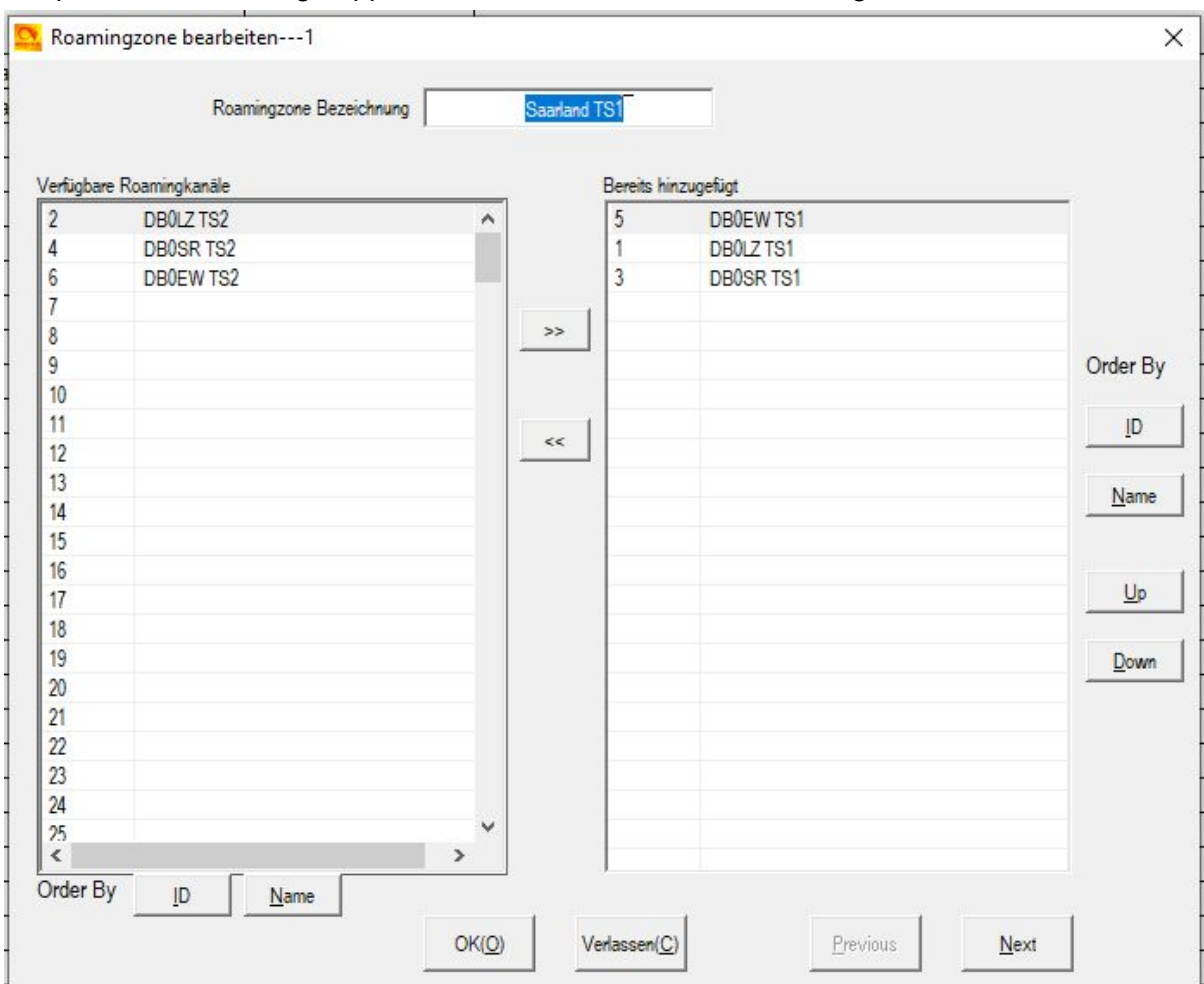 Roamingzone bearbeiten---1
Roamingzone Bezeichnung Saarland TS1
Verfügbare Roamingkanäle
2 DB0LZ TS2
4 DB0SR TS2
6 DB0EW TS2
7
8
9
10
11
12
13
14
15
16
17
18
19
20
21
22
23
24
25
Order By ID Name
>>
<<
Bereits hinzugefügt
5 DB0EW TS1
1 DB0LZ TS1
3 DB0SR TS1
Order By
ID
Name
Up
Down
OK(O) Verlassen(C) Previous Next